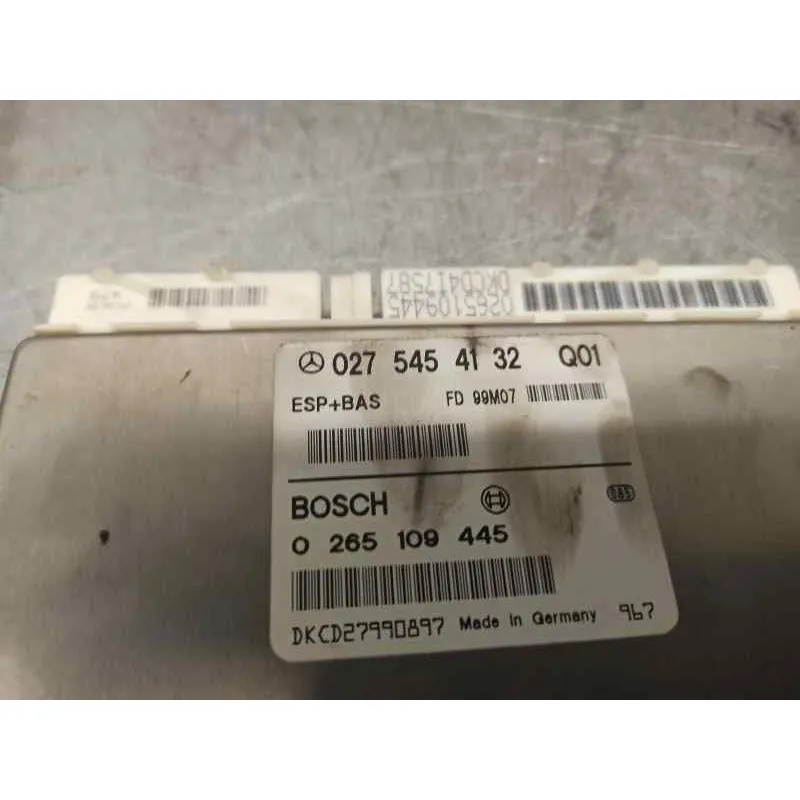 DKCD417587
0265109445
027 545 41 32 Q01
ESP+BAS FD 99M07
BOSCH
0 265 109 445
DKCD27990897 Made in Germany 967